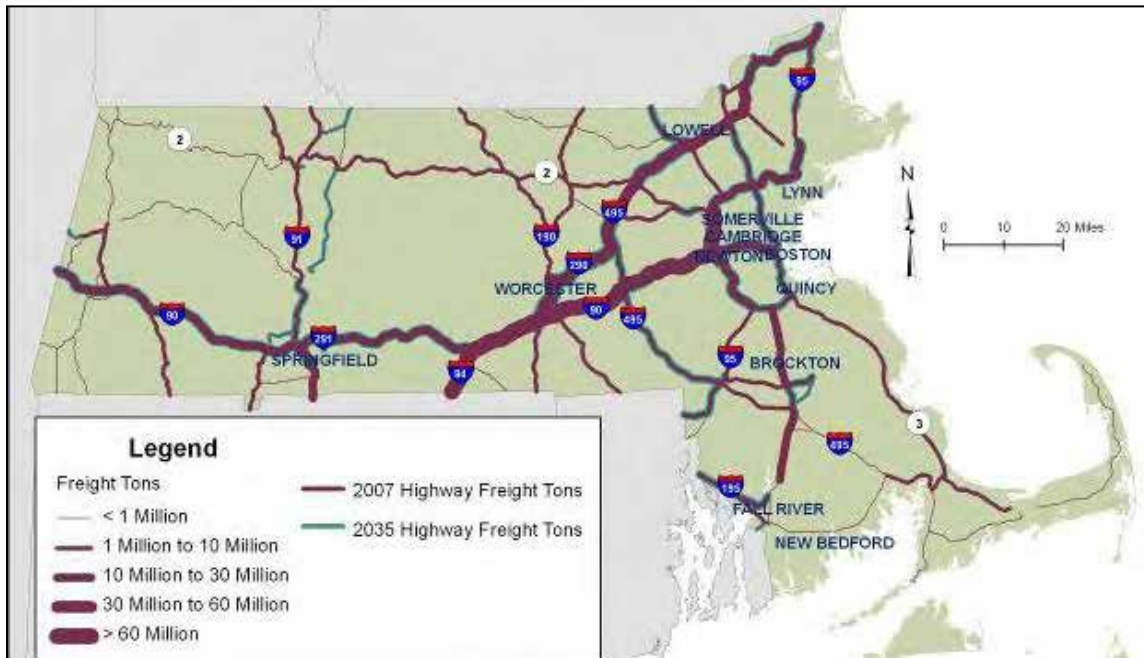 95
LOWELL
2
2
LYNN
N
495
SOMERVILLE
CAMBRIDGE
0 10 20 Miles
91
190
NEWTON
BOSTON
290
WORCESTER
QUINCY
90
90
495
291
SPRINGFIELD
95
BROCKTON
84
3
495
195
FALL RIVER
NEW BEDFORD
Legend
Freight Tons
< 1 Million
1 Million to 10 Million
10 Million to 30 Million
30 Million to 60 Million
> 60 Million
2007 Highway Freight Tons
2035 Highway Freight Tons